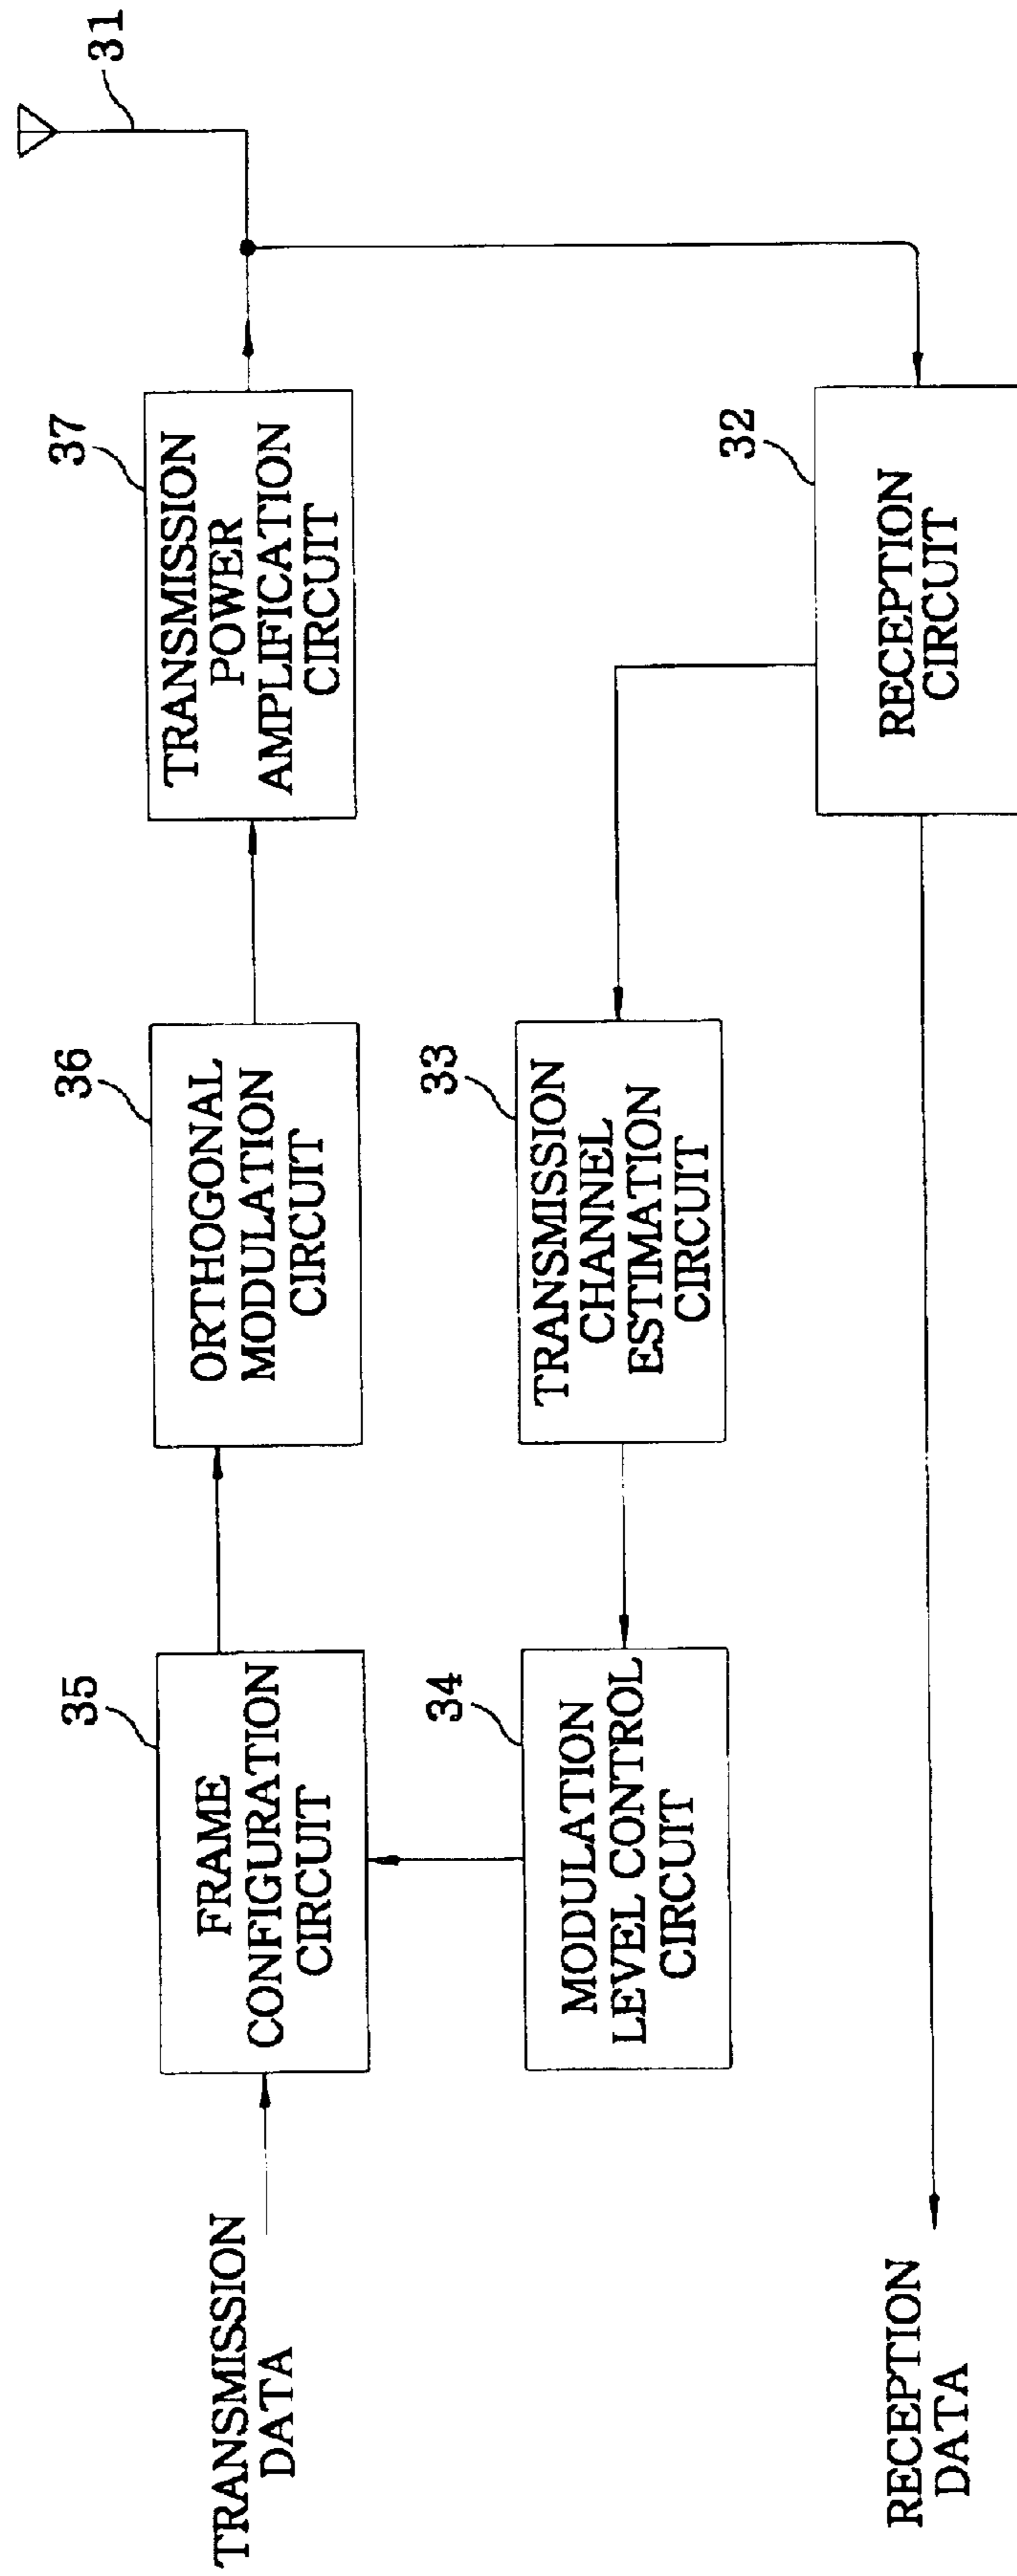 TRANSMISSION
DATA
35
FRAME
CONFIGURATION
CIRCUIT
36
ORTHOGONAL
MODULATION
CIRCUIT
37
TRANSMISSION
POWER
AMPLIFICATION
CIRCUIT
31
34
MODULATION
LEVEL CONTROL
CIRCUIT
33
TRANSMISSION
CHANNEL
ESTIMATION
CIRCUIT
32
RECEPTION
CIRCUIT
RECEPTION
DATA